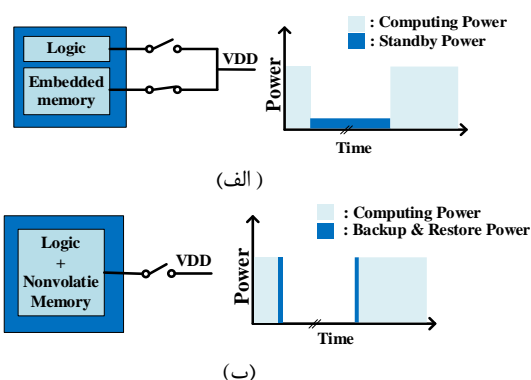 : Computing Power
: Standby Power
Logic
Embedded
memory
VDD
Power
Time
(الف)
: Computing Power
: Backup & Restore Power
Logic
+
Nonvolatie
Memory
VDD
Power
Time
(ب)